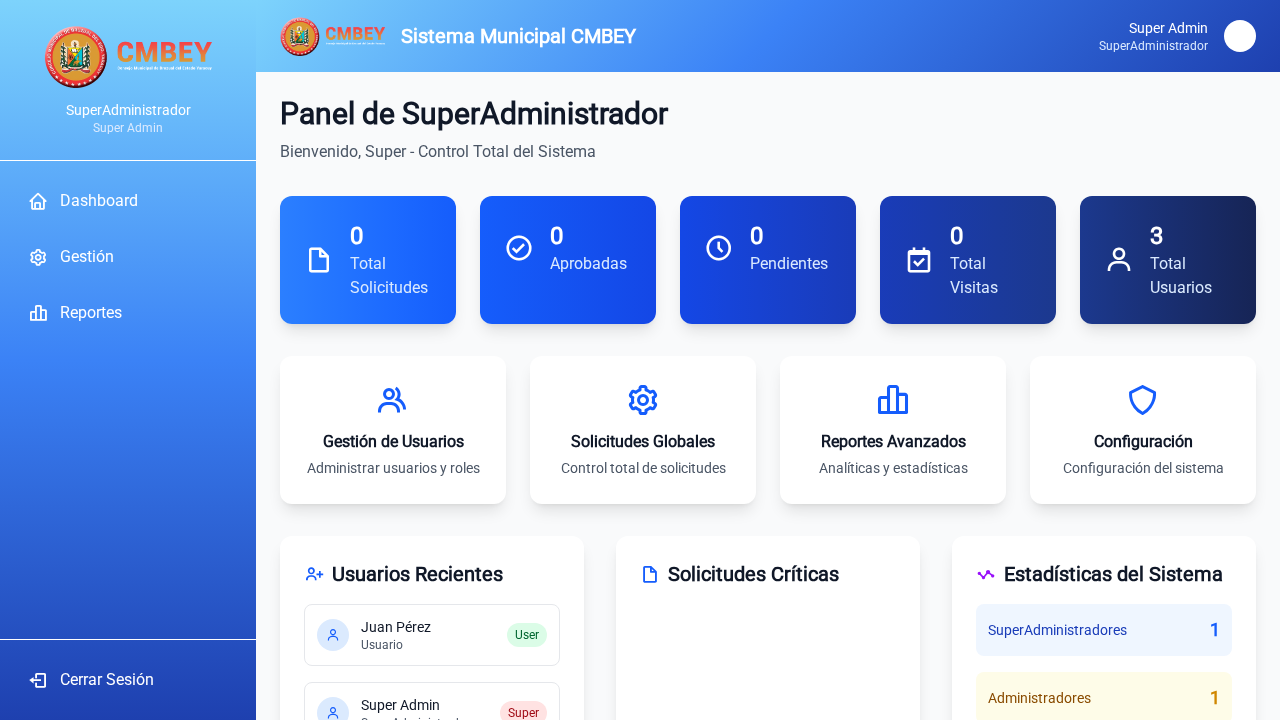 CMBEY
SuperAdministrador
Super Admin
Dashboard
Gestión
Reportes
Cerrar Sesión
CMBEY
Sistema Municipal CMBEY
Super Admin
SuperAdministrador
Panel de SuperAdministrador
Bienvenido, Super - Control Total del Sistema
0
Total
Solicitudes
0
Aprobadas
0
Pendientes
0
Total
Visitas
3
Total
Usuarios
Gestión de Usuarios
Administrar usuarios y roles
Solicitudes Globales
Control total de solicitudes
Reportes Avanzados
Analíticas y estadísticas
Configuración
Configuración del sistema
Usuarios Recientes
Juan Pérez
Usuario
User
Super Admin
Super
Solicitudes Críticas
Estadísticas del Sistema
SuperAdministradores 1
Administradores 1